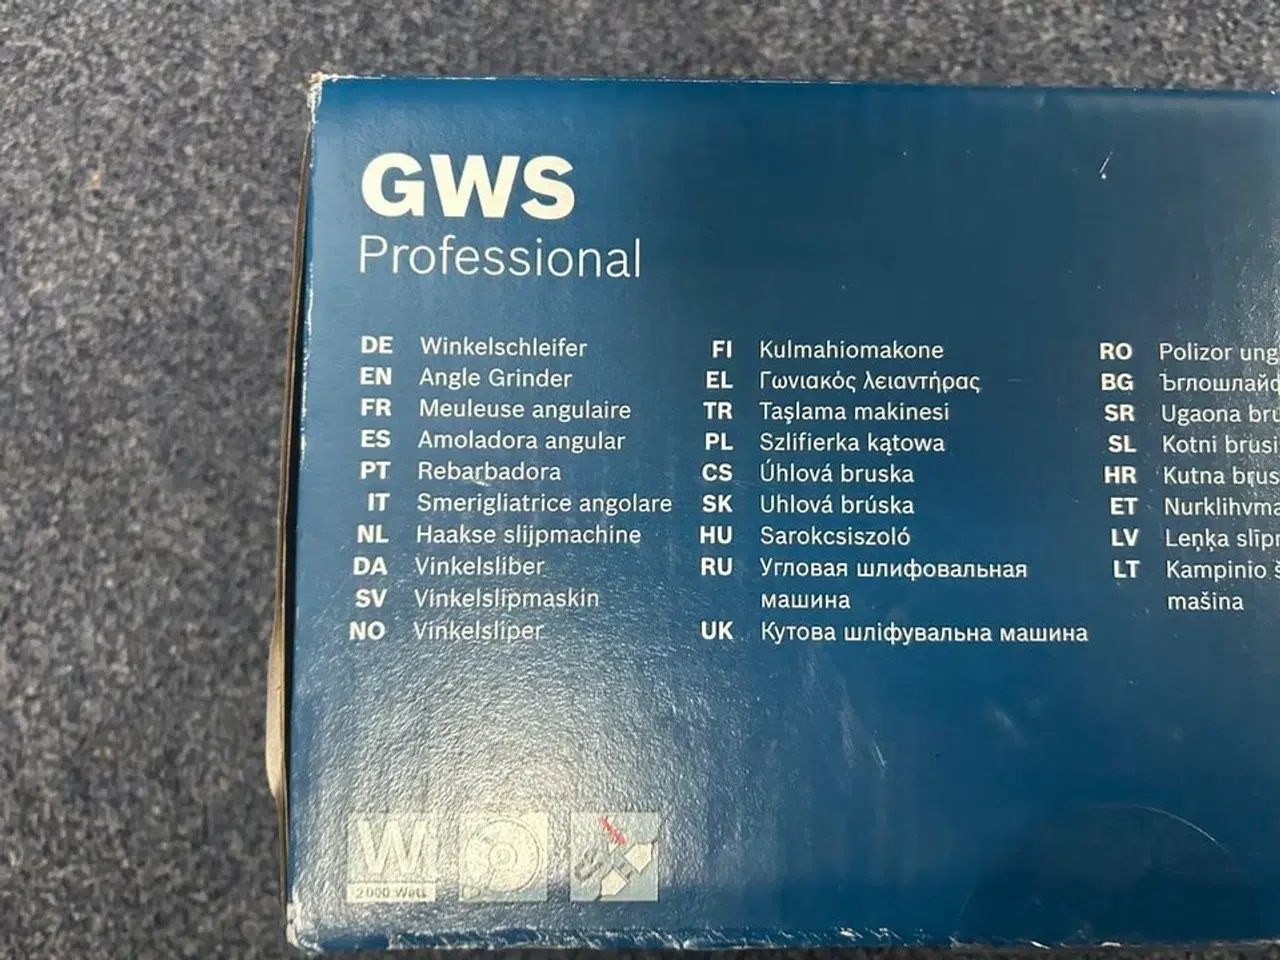 GWS
Professional
DE Winkelschleifer
EN Angle Grinder
FR Meuleuse angulaire
ES Amoladora angular
PT Rebarbadora
IT Smerigliatrice angolare
NL Haakse slijpmachine
DA Vinkelsliber
SV Vinkelslipmaskin
NO Vinkelsliper
FI Kulmahiomakone
EL Γωνιακός λειαντήρας
TR Taşlama makinesi
PL Szlifierka kątowa
CS Úhlová bruska
SK Uhlová brúska
HU Sarokcsiszoló
RU Угловая шлифовальная
машина
UK Кутова шліфувальна машина
RO Polizor
BG
SR Ugaona
SL Kotni
HR Kutna
ET
LV Leņķa
LT Kampinio
mašina
W
2000 Watt